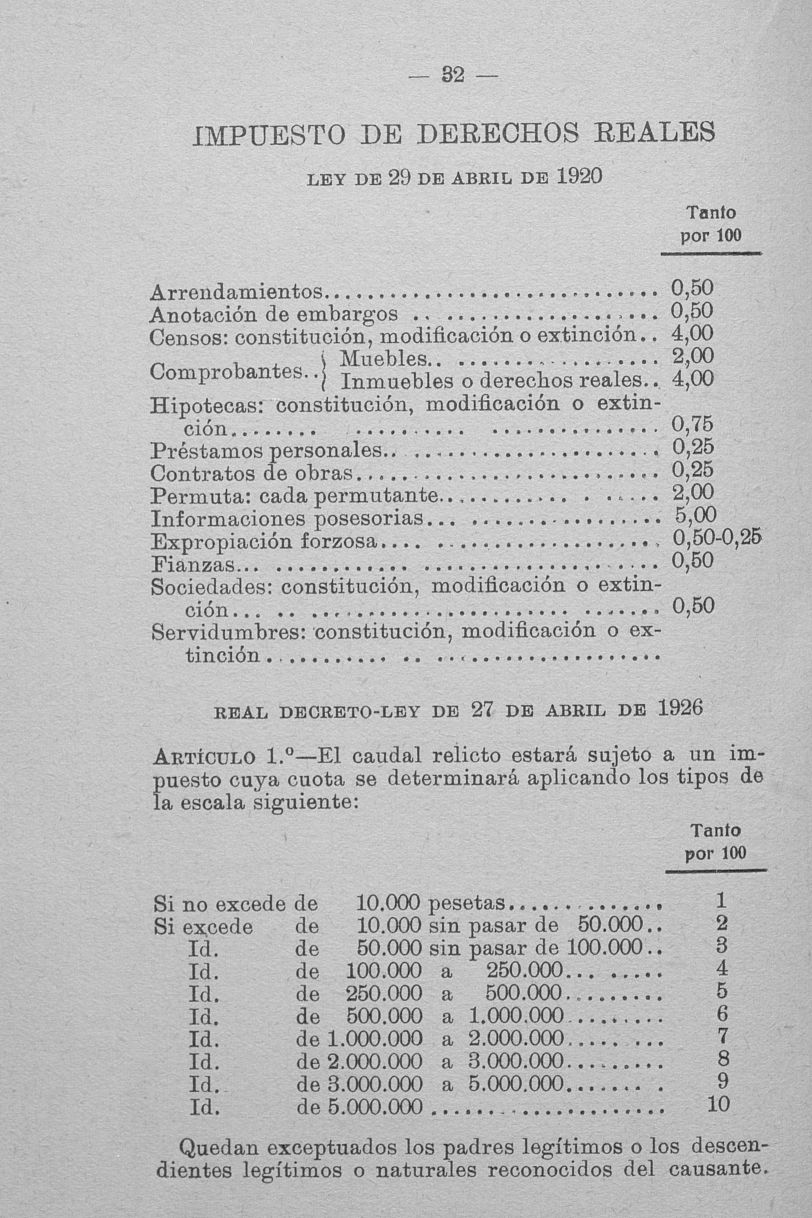 — 32 —
IMPUESTO DE DERECHOS REALES
LEY DE 29 DE ABRIL DE 1920
Tanto
por 100
Arrendamientos.............................. 0,50
Anotación de embargos .. .................... 0,50
Censos: constitución, modificación o extinción.. 4,00
Comprobantes.. { Muebles.. ................... 2,00
Inmuebles o derechos reales.. 4,00
Hipotecas: constitución, modificación o extin-
ción........ .......... ............... 0,75
Préstamos personales.. ....................... 0,25
Contratos de obras............................ 0,25
Permuta: cada permutante............ . ..... 2,00
Informaciones posesorias... .................. 5,00
Expropiación forzosa.... .................... 0,50-0,25
Fianzas... ............ ...................... 0,50
Sociedades: constitución, modificación o extin-
ción... .. ....................... ....... 0,50
Servidumbres: constitución, modificación o ex-
tinción ........... .. ....................
REAL DECRETO-LEY DE 27 DE ABRIL DE 1926
ARTÍCULO 1.º—El caudal relicto estará sujeto a un im-
puesto cuya cuota se determinará aplicando los tipos de
la escala siguiente:
Tanto
por 100
Si no excede de 10.000 pesetas.............. 1
Si excede de 10.000 sin pasar de 50.000.. 2
Id. de 50.000 sin pasar de 100.000.. 3
Id. de 100.000 a 250.000... ..... 4
Id. de 250.000 a 500.000......... 5
Id. de 500.000 a 1.000.000......... 6
Id. de 1.000.000 a 2.000.000...... ... 7
Id. de 2.000.000 a 3.000.000......... 8
Id. de 3.000.000 a 5.000.000....... . 9
Id. de 5.000.000 ..................... 10
Quedan exceptuados los padres legítimos o los descen-
dientes legítimos o naturales reconocidos del causante.